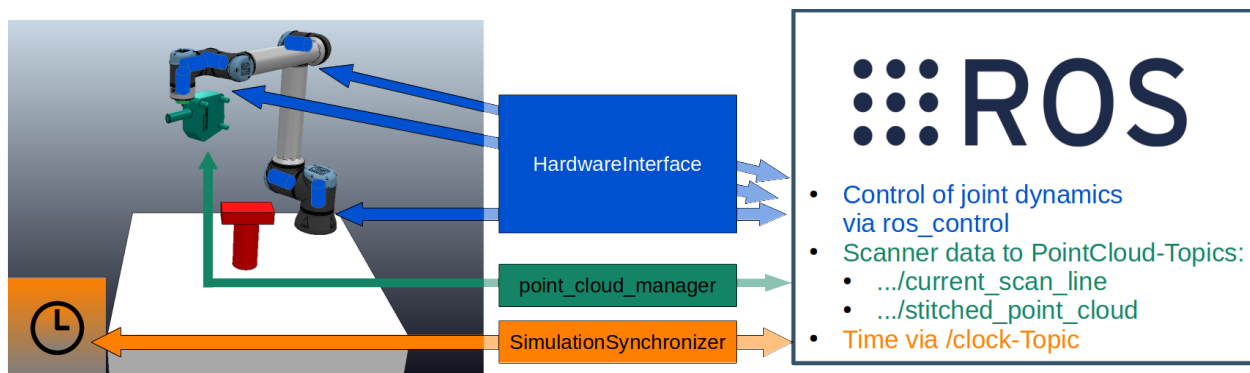 ROS
HardwareInterface
Control of joint dynamics
via ros_control
Scanner data to PointCloud-Topics:
.../current_scan_line
.../stitched_point_cloud
Time via /clock-Topic
point_cloud_manager
SimulationSynchronizer